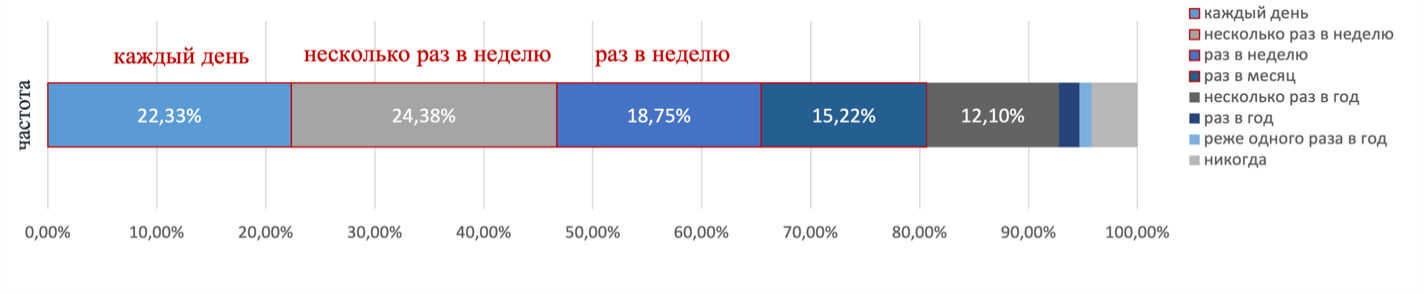 каждый день
несколько раз в неделю
раз в неделю
частота
22,33%
24,38%
18,75%
15,22%
12,10%
0,00%
10,00%
20,00%
30,00%
40,00%
50,00%
60,00%
70,00%
80,00%
90,00%
100,00%
каждый день
несколько раз в неделю
раз в неделю
раз в месяц
несколько раз в год
раз в год
реже одного раза в год
никогда